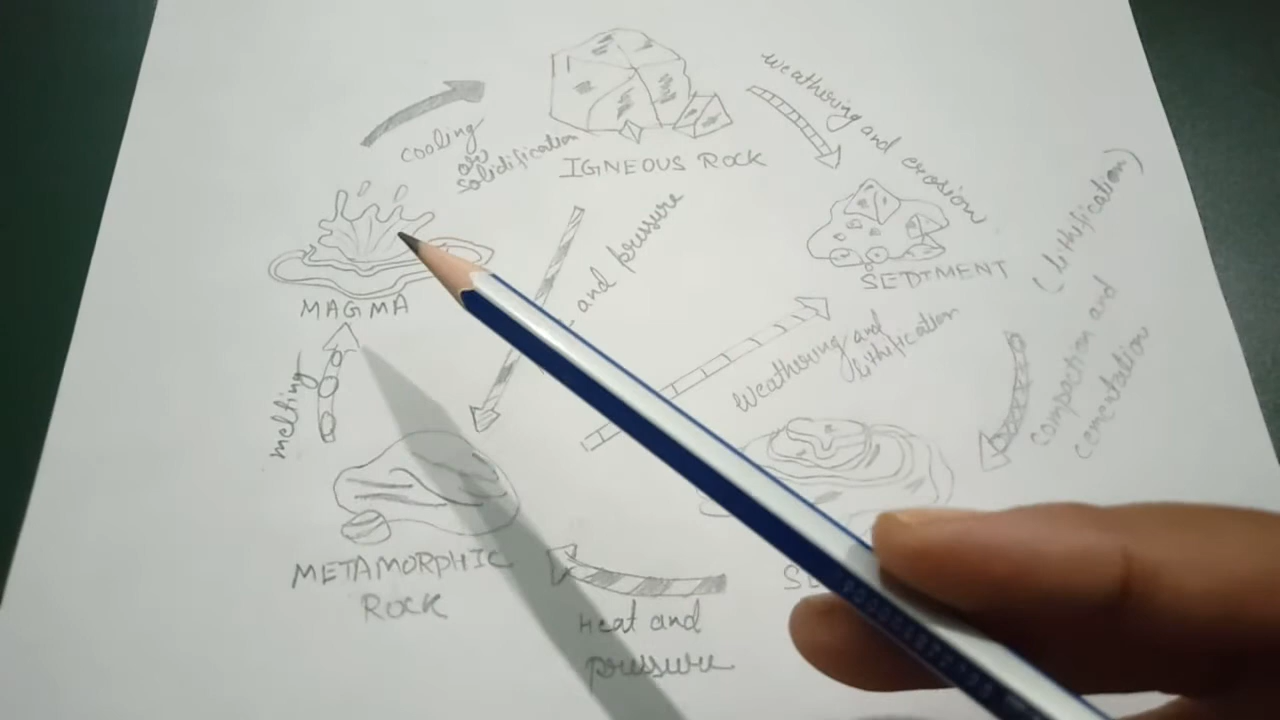 cooling
or
solidification
IGNEOUS ROCK
weathering and erosion
SEDIMENT
(lithification)
compaction and
cementation
and pressure
MAGMA
melting
weathering and
lithification
METAMORPHIC
ROCK
Heat and
pressure